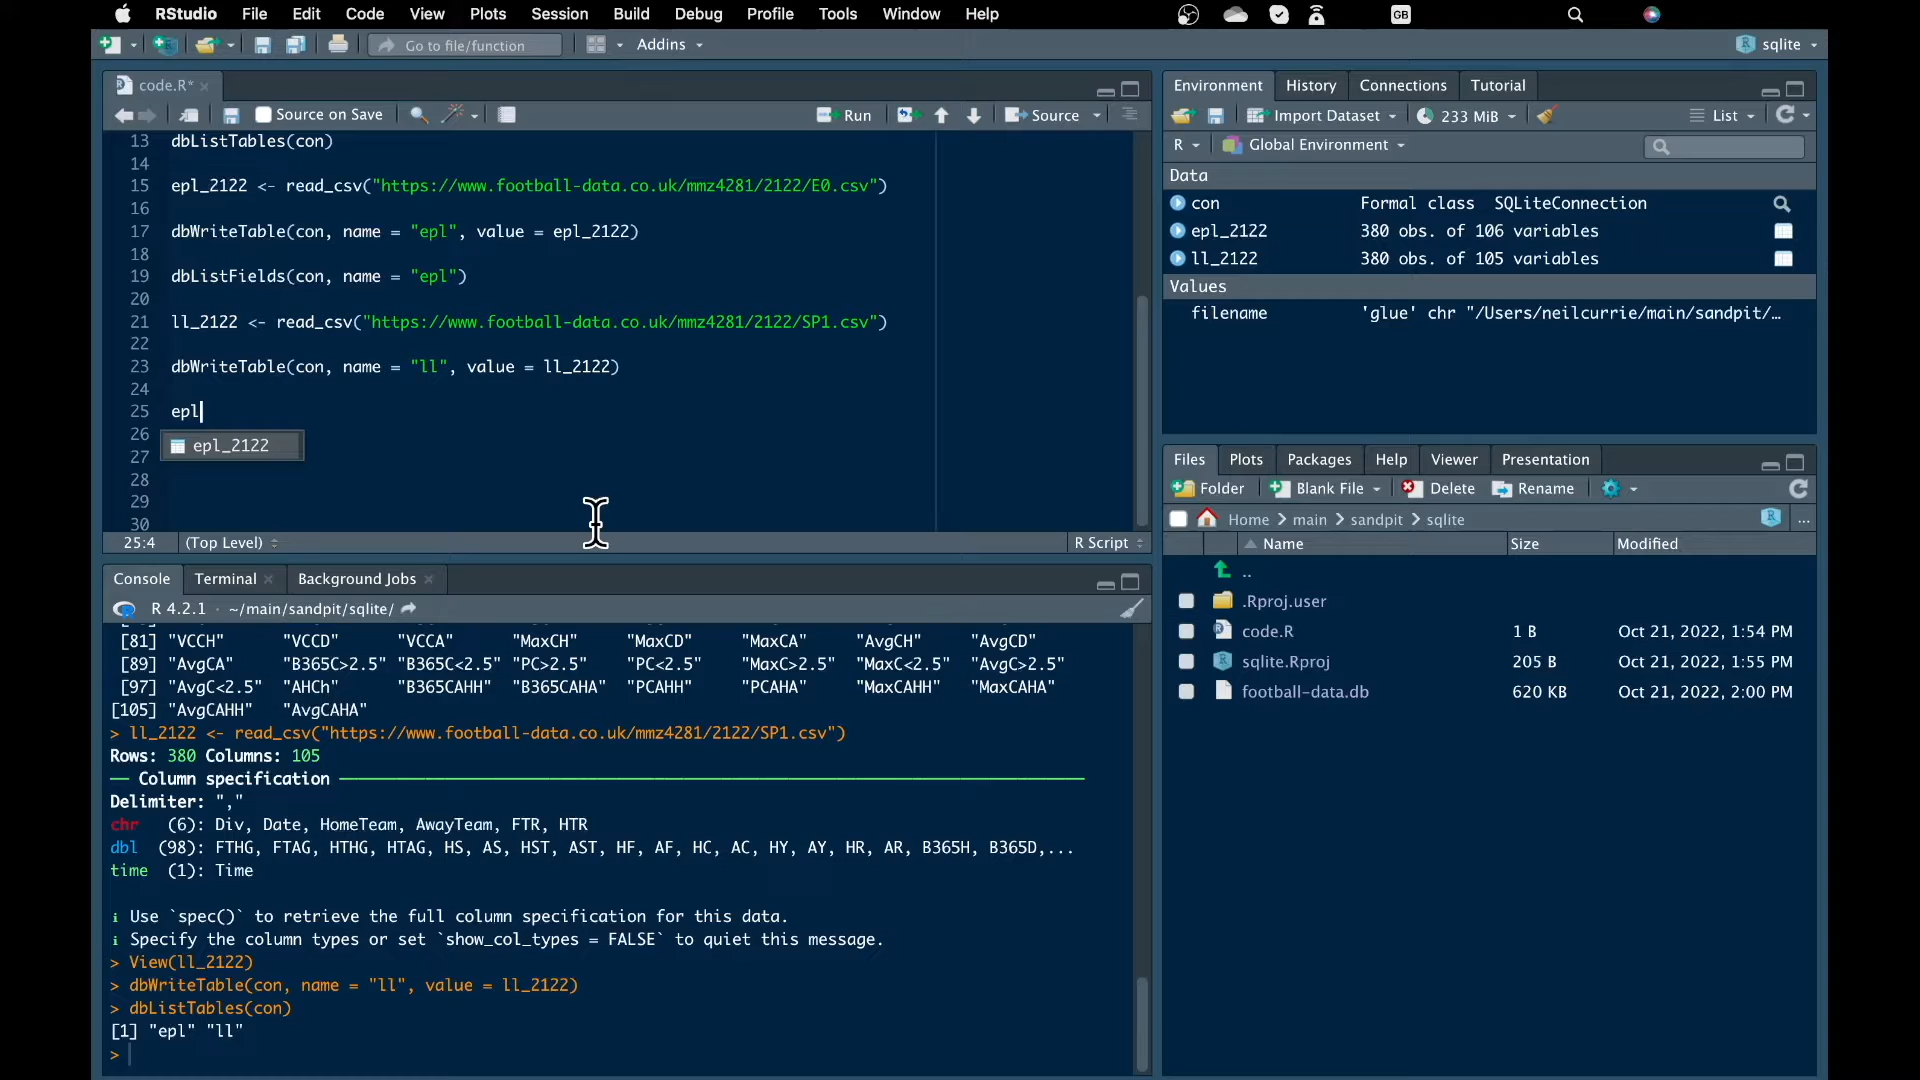 RStudio File Edit Code View Plots Session Build Debug Profile Tools Window Help GB
Go to file/function Addins sqlite
code.R*
Source on Save Run Source
13 dbListTables(con)
14
15 epl_2122 <- read_csv("https://www.football-data.co.uk/mmz4281/2122/E0.csv")
16
17 dbWriteTable(con, name = "epl", value = epl_2122)
18
19 dbListFields(con, name = "epl")
20
21 ll_2122 <- read_csv("https://www.football-data.co.uk/mmz4281/2122/SP1.csv")
22
23 dbWriteTable(con, name = "ll", value = ll_2122)
24
25 epl
26
epl_2122
27
28
29
30
25:4 (Top Level) R Script
Console Terminal Background Jobs
R 4.2.1 · ~/main/sandpit/sqlite/
[81] "VCCH" "VCCD" "VCCA" "MaxCH" "MaxCD" "MaxCA" "AvgCH" "AvgCD"
[89] "AvgCA" "B365C>2.5" "B365C<2.5" "PC>2.5" "PC<2.5" "MaxC>2.5" "MaxC<2.5" "AvgC>2.5"
[97] "AvgC<2.5" "AHCh" "B365CAHH" "B365CAHA" "PCAHH" "PCAHA" "MaxCAHH" "MaxCAHA"
[105] "AvgCAHH" "AvgCAHA"
> ll_2122 <- read_csv("https://www.football-data.co.uk/mmz4281/2122/SP1.csv")
Rows: 380 Columns: 105
── Column specification ──
Delimiter: ","
chr (6): Div, Date, HomeTeam, AwayTeam, FTR, HTR
dbl (98): FTHG, FTAG, HTHG, HTAG, HS, AS, HST, AST, HF, AF, HC, AC, HY, AY, HR, AR, B365H, B365D,...
time (1): Time
i Use `spec()` to retrieve the full column specification for this data.
i Specify the column types or set `show_col_types = FALSE` to quiet this message.
> View(ll_2122)
> dbWriteTable(con, name = "ll", value = ll_2122)
> dbListTables(con)
[1] "epl" "ll"
>
Environment History Connections Tutorial
Import Dataset 233 MiB List
R Global Environment
Data
con Formal class SQLiteConnection
epl_2122 380 obs. of 106 variables
ll_2122 380 obs. of 105 variables
Values
filename 'glue' chr "/Users/neilcurrie/main/sandpit/…
Files Plots Packages Help Viewer Presentation
Folder Blank File Delete Rename
Home main sandpit sqlite ...
Name Size Modified
..
.Rproj.user
code.R 1 B Oct 21, 2022, 1:54 PM
sqlite.Rproj 205 B Oct 21, 2022, 1:55 PM
football-data.db 620 KB Oct 21, 2022, 2:00 PM